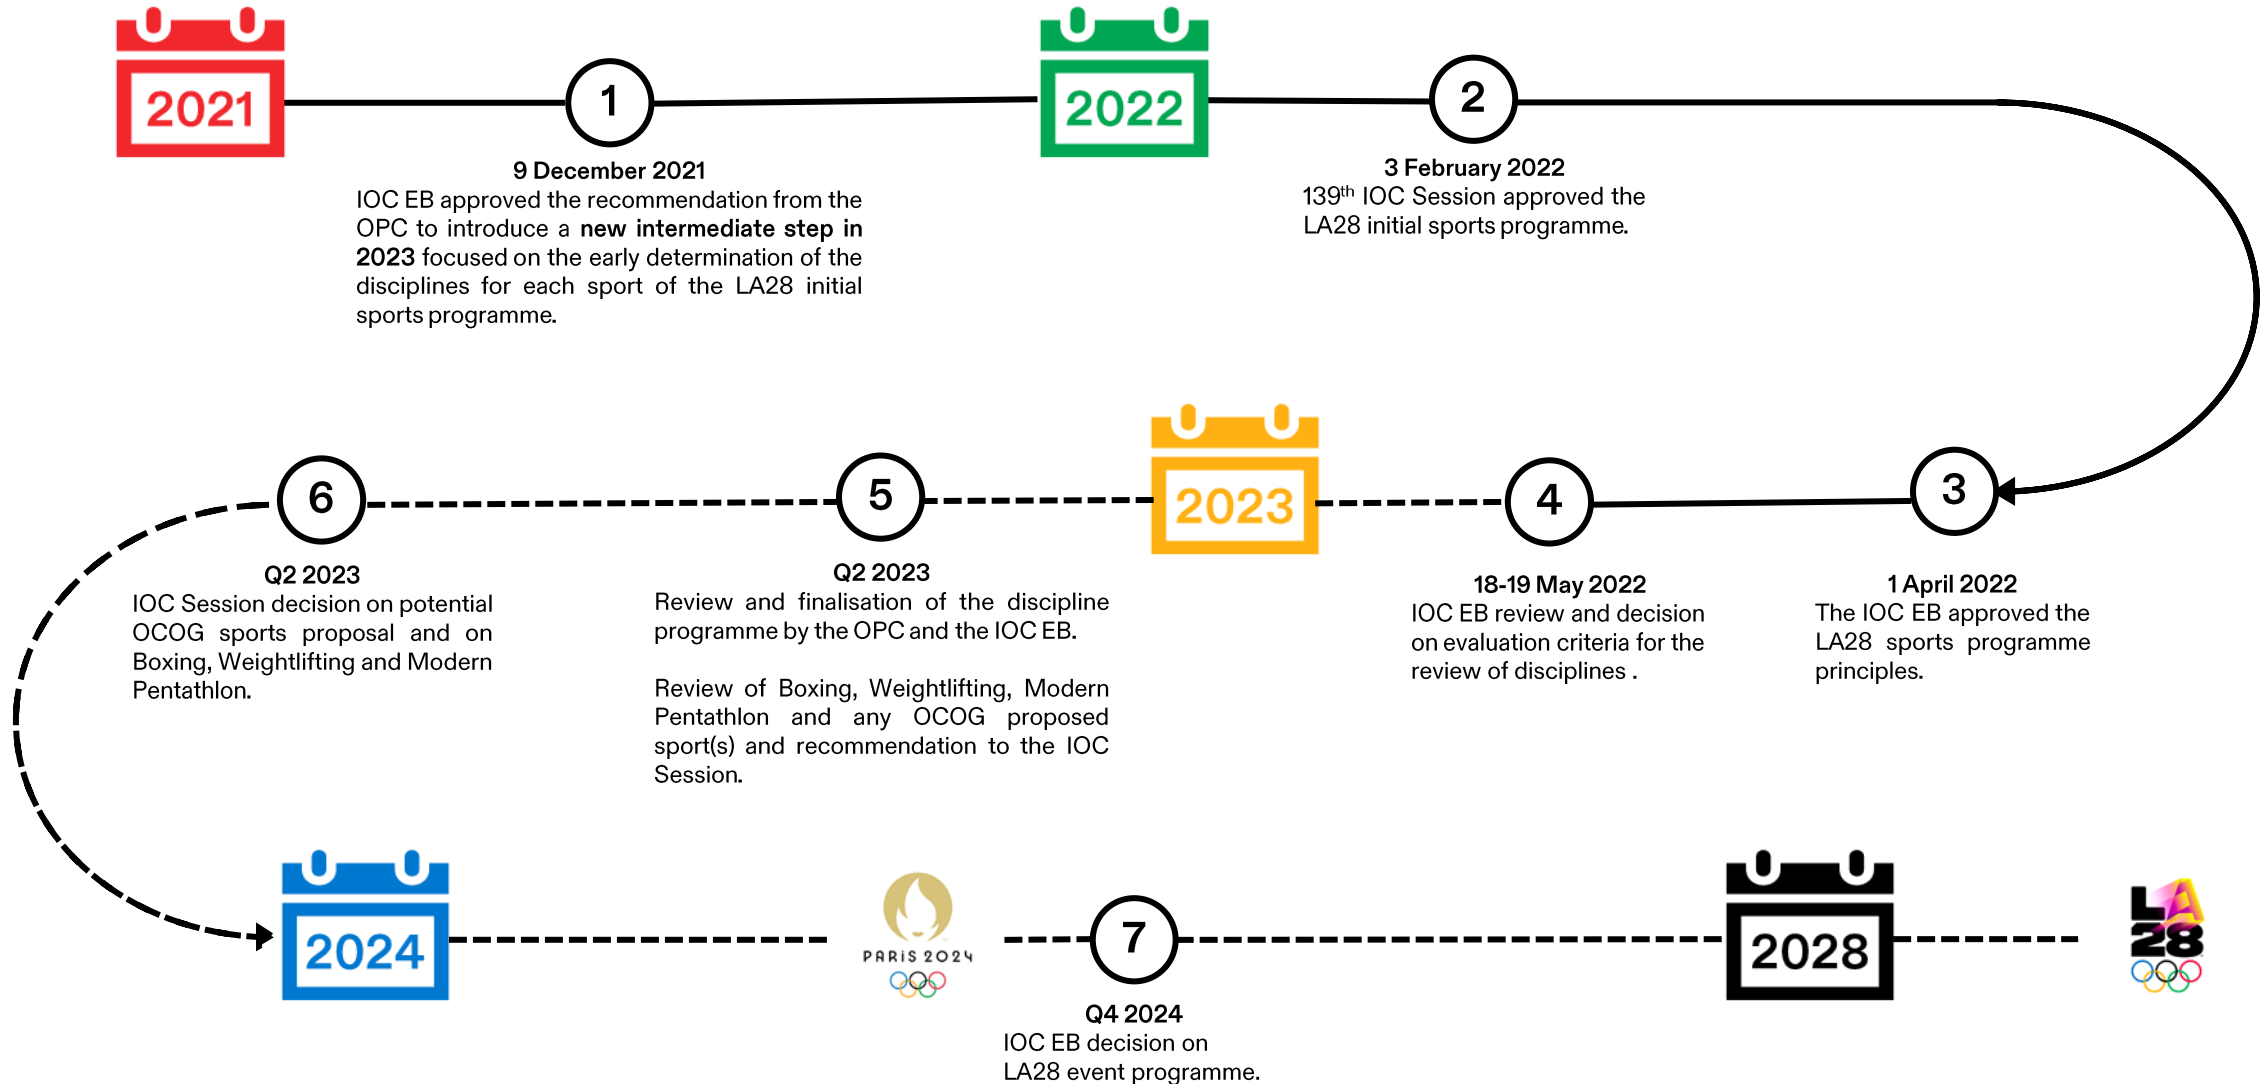 2021
1
2022
2
9 December 2021
IOC EB approved the recommendation from the
OPC to introduce a new intermediate step in
2023 focused on the early determination of the
disciplines for each sport of the LA28 initial
sports programme.
3 February 2022
139th IOC Session approved the
LA28 initial sports programme.
6
5
2023
4
3
Q2 2023
IOC Session decision on potential
OCOG sports proposal and on
Boxing, Weightlifting and Modern
Pentathlon.
Q2 2023
Review and finalisation of the discipline
programme by the OPC and the IOC EB.
Review of Boxing, Weightlifting, Modern
Pentathlon and any OCOG proposed
sport(s) and recommendation to the IOC
Session.
18-19 May 2022
IOC EB review and decision
on evaluation criteria for the
review of disciplines .
1 April 2022
The IOC EB approved the
LA28 sports programme
principles.
2024
PARIS 2024
7
2028
LA
28
Q4 2024
IOC EB decision on
LA28 event programme.